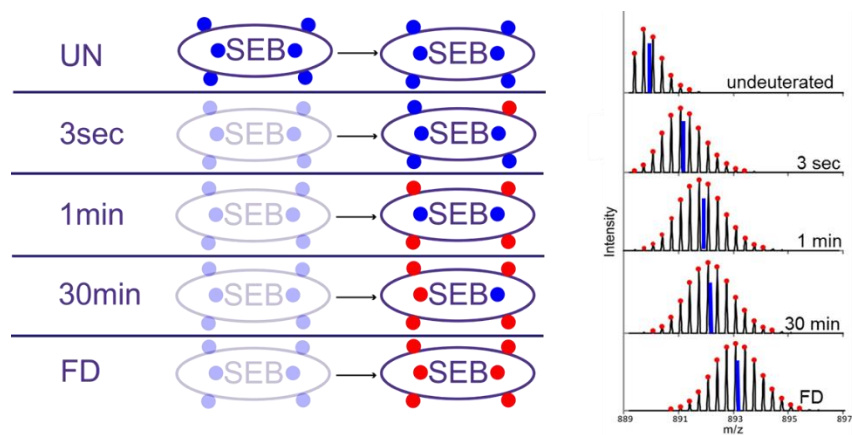 UN SEB SEB
3sec SEB SEB
1min SEB SEB
30min SEB SEB
FD SEB SEB
undeuterated
3 sec
1 min
30 min
FD
Intensity
889 891 893 895 897
m/z